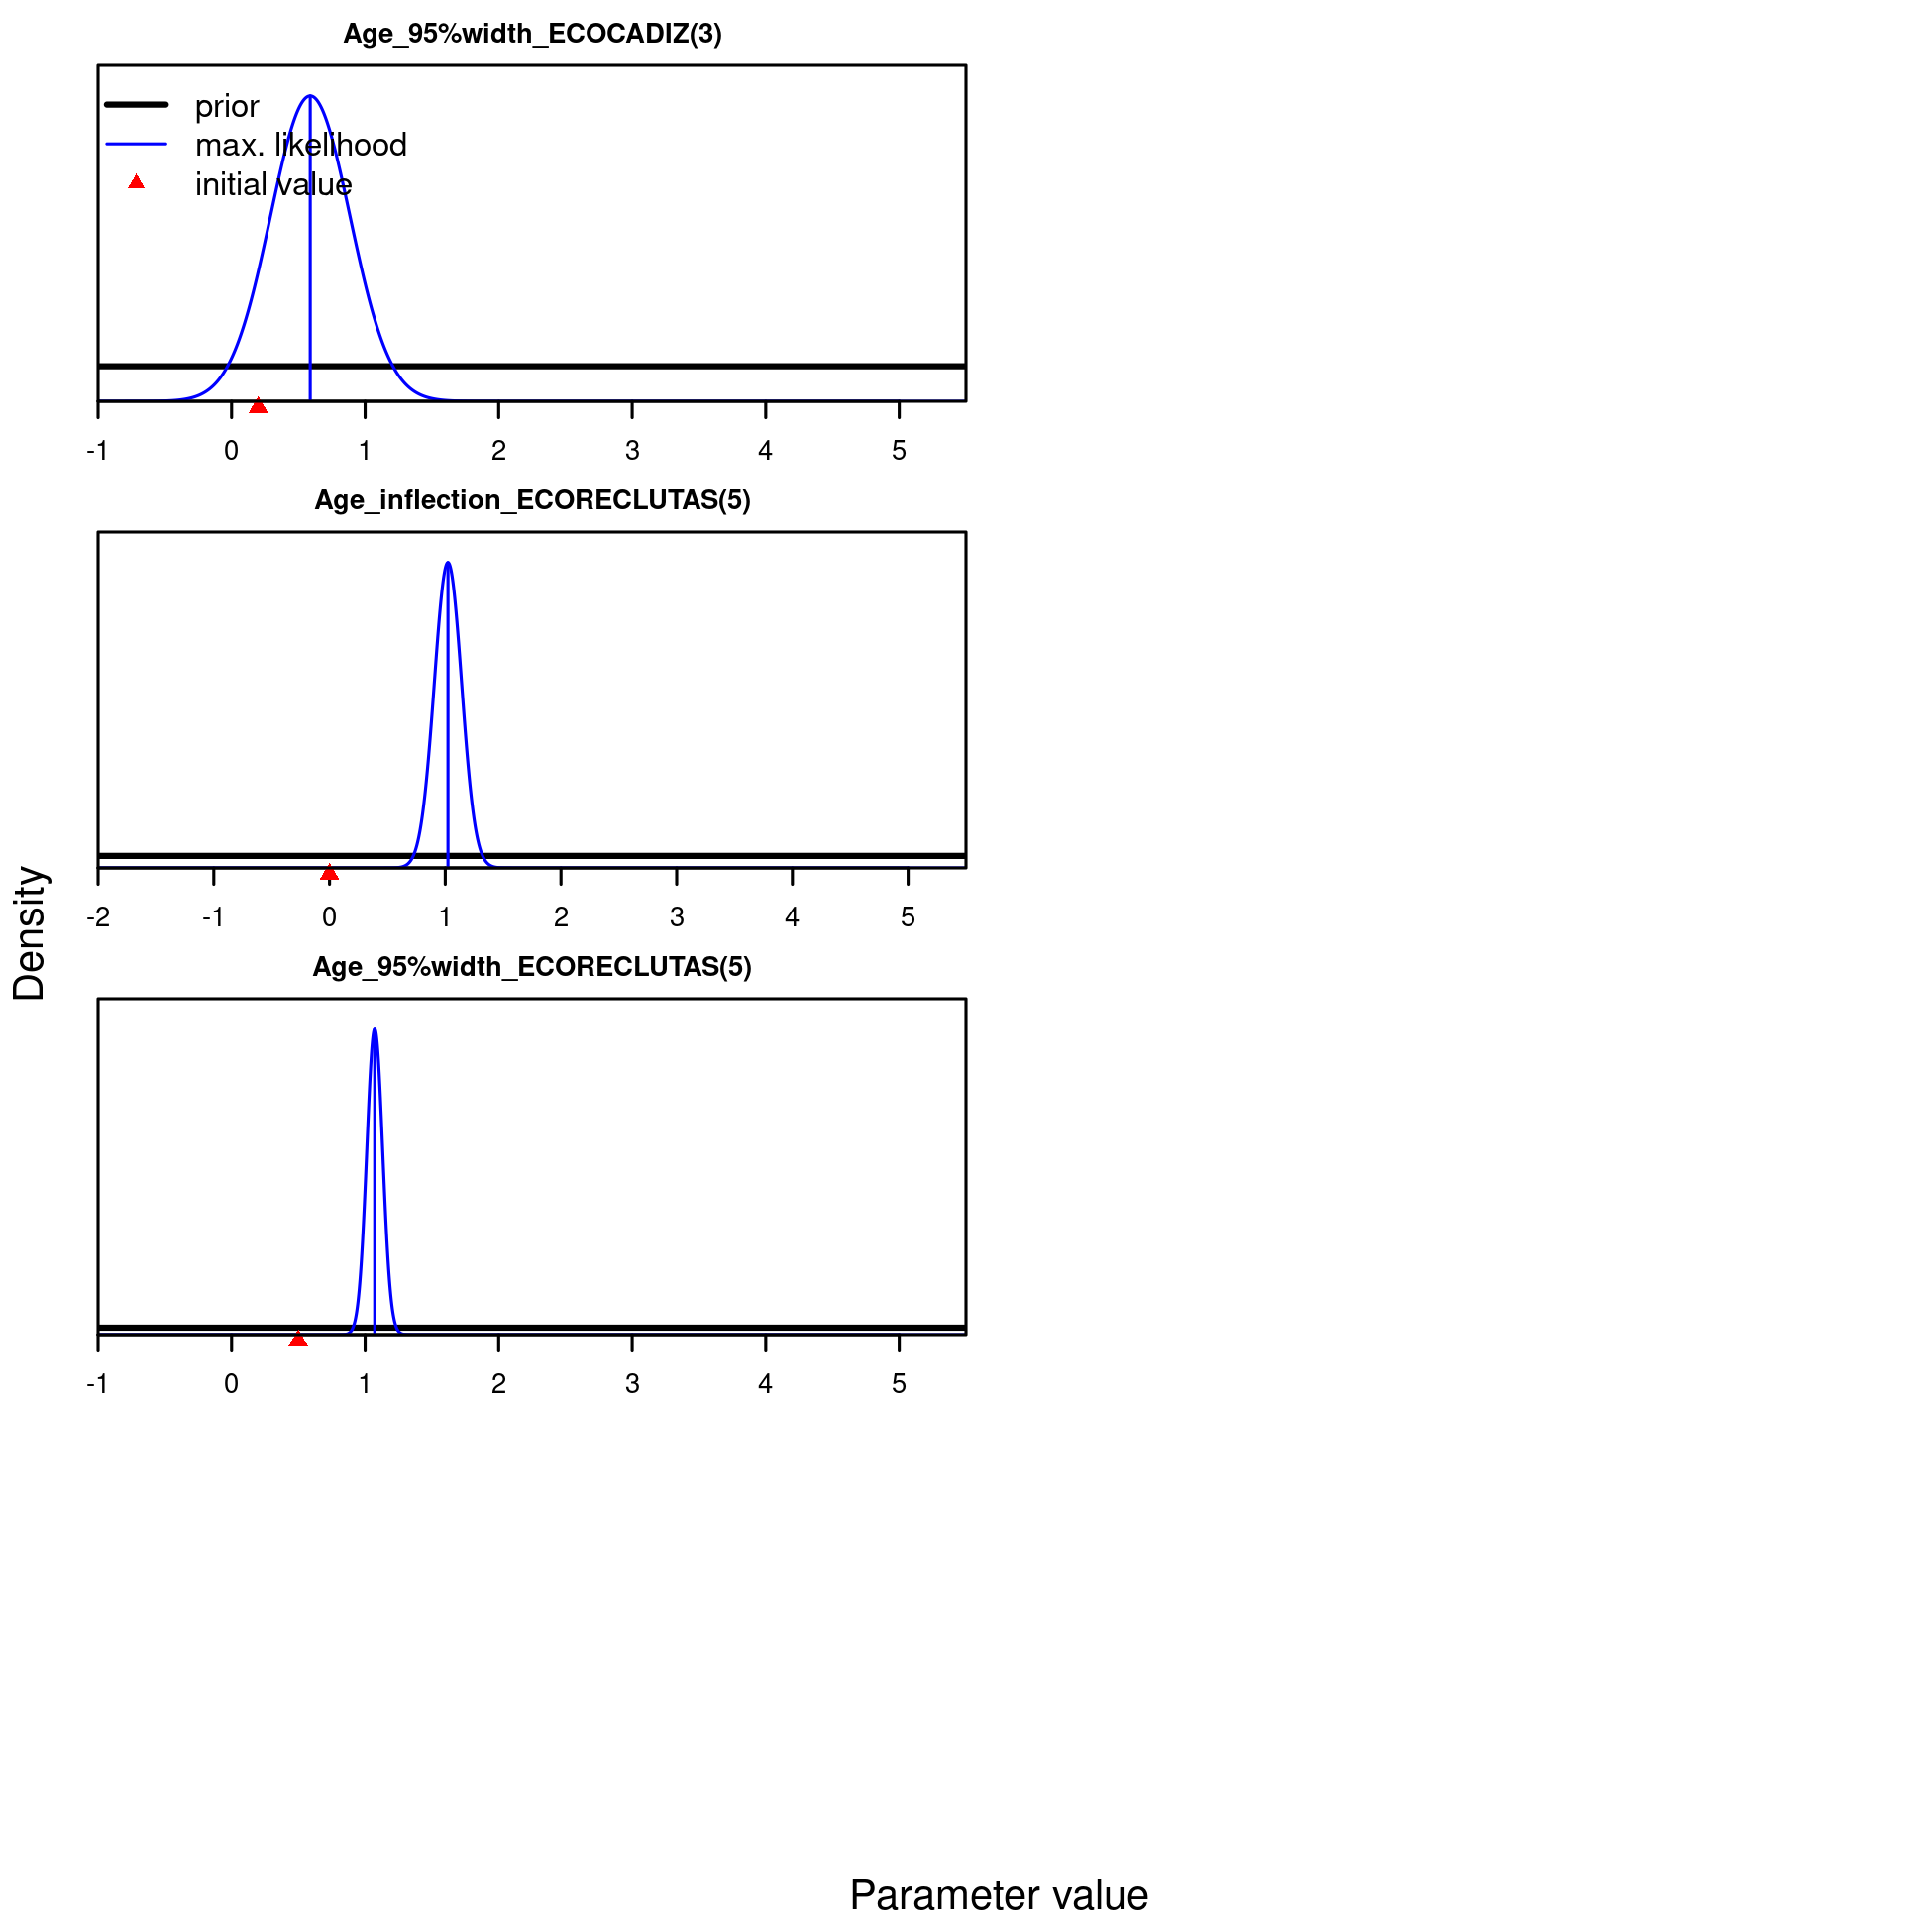 Age_95%width_ECOCADIZ(3)
prior
max. likelihood
initial value
-1 0 1 2 3 4 5
Age_inflection_ECORECLUTAS(5)
-2 -1 0 1 2 3 4 5
Density
Age_95%width_ECORECLUTAS(5)
-1 0 1 2 3 4 5
Parameter value